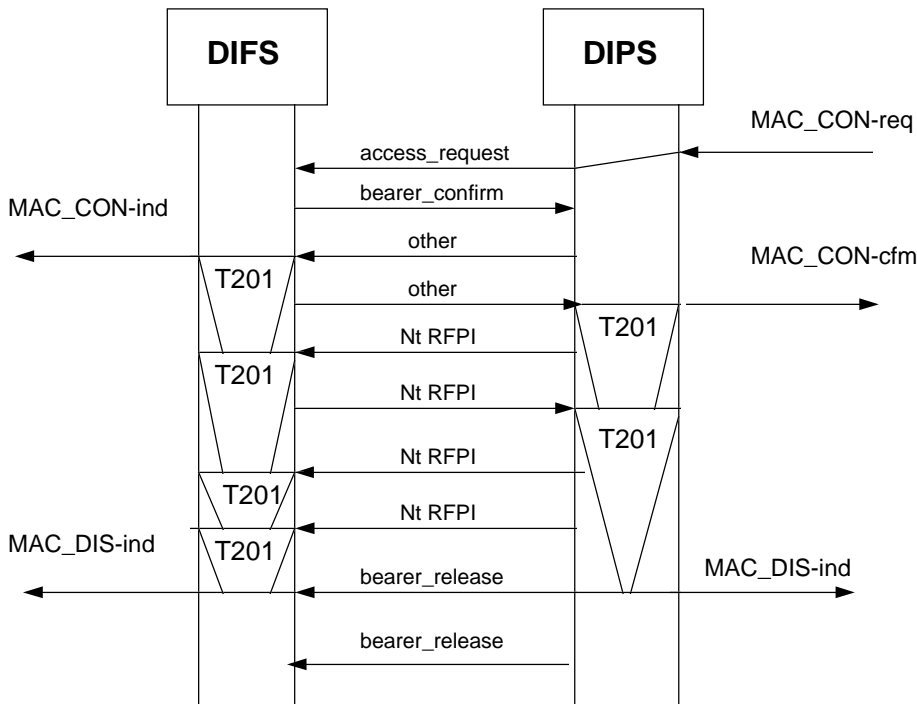 DIFS
DIPS
MAC_CON-req
access_request
bearer_confirm
MAC_CON-ind
other
MAC_CON-cfm
T201
other
T201
Nt RFPI
T201
Nt RFPI
T201
Nt RFPI
T201
Nt RFPI
MAC_DIS-ind
T201
bearer_release
MAC_DIS-ind
bearer_release